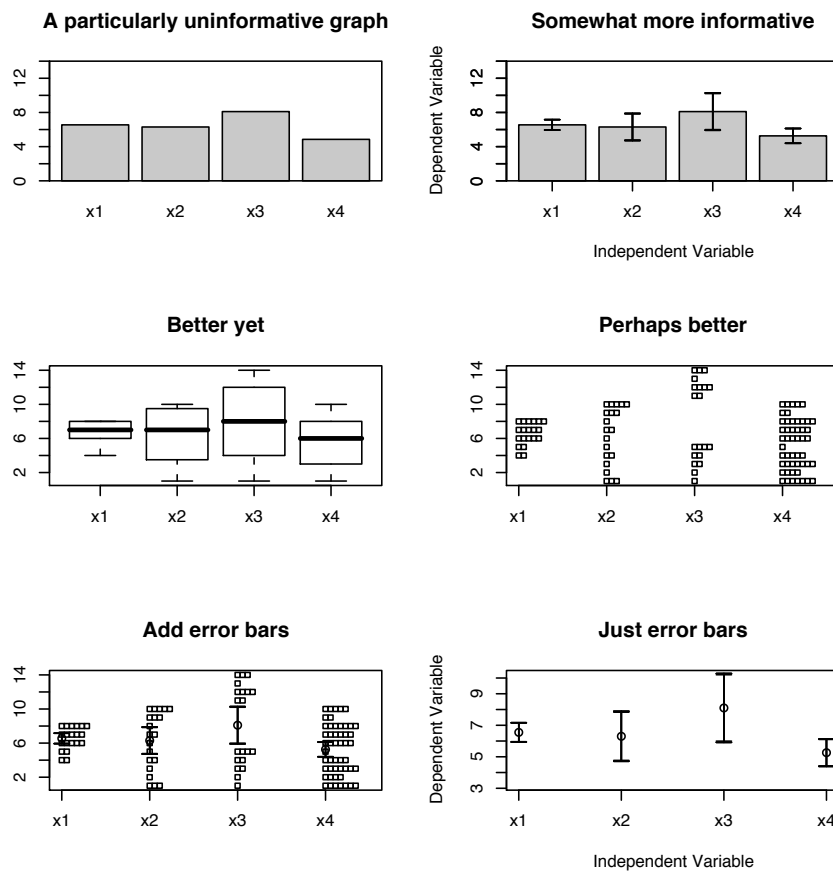 A particularly uninformative graph
12
8
4
0
x1 x2 x3 x4
Somewhat more informative
Dependent Variable
12
8
4
0
x1 x2 x3 x4
Independent Variable
Better yet
14
10
6
2
x1 x2 x3 x4
Perhaps better
14
10
6
2
x1 x2 x3 x4
Add error bars
14
10
6
2
x1 x2 x3 x4
Just error bars
Dependent Variable
9
7
5
3
x1 x2 x3 x4
Independent Variable